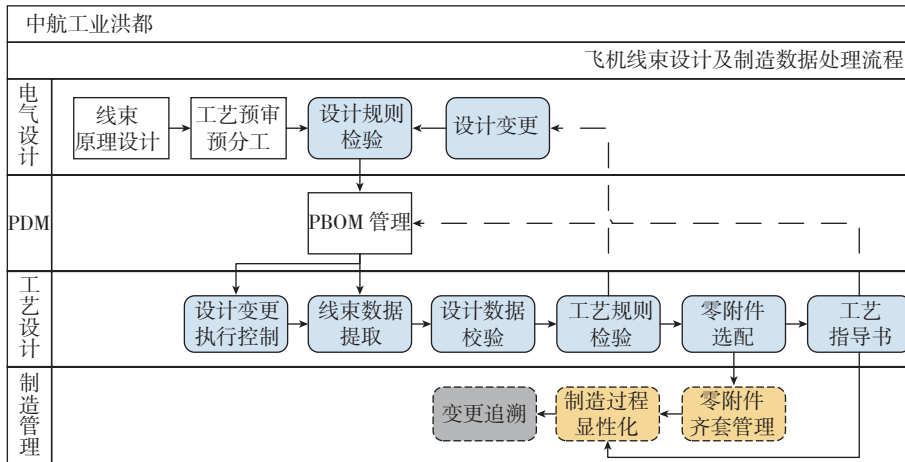 中航工业洪都
飞机线束设计及制造数据处理流程
电气设计
线束
原理设计
工艺预审
预分工
设计规则
检验
设计变更
PDM
PBOM 管理
工艺设计
设计变更
执行控制
线束数据
提取
设计数据
校验
工艺规则
检验
零附件
选配
工艺
指导书
制造管理
变更追溯
制造过程
显性化
零附件
齐套管理